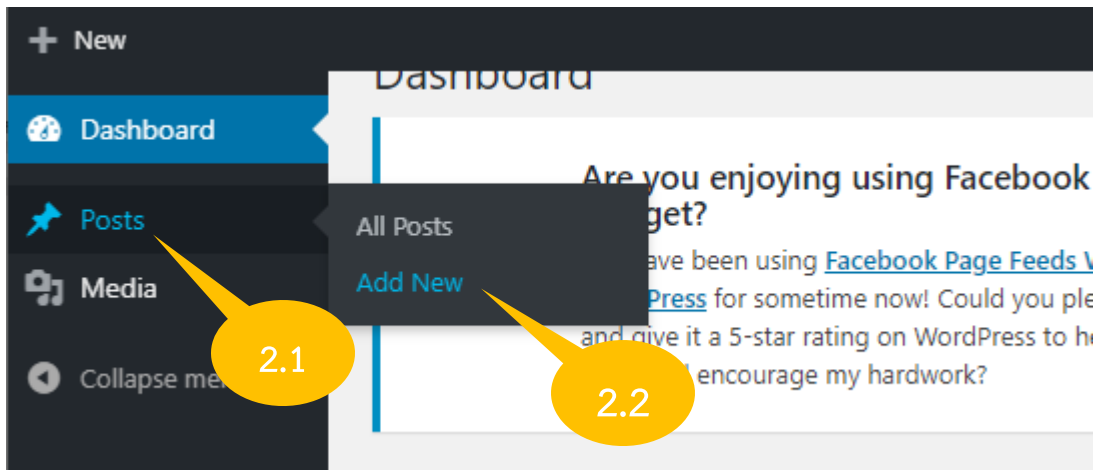 New
Dashboard
Dashboard
Posts
Media
Collapse me
All Posts
Add New
2.1
2.2
Are you enjoying using Facebook
get?
ave been using Facebook Page Feeds W
Press for sometime now! Could you ple
and give it a 5-star rating on WordPress to he
encourage my hardwork?